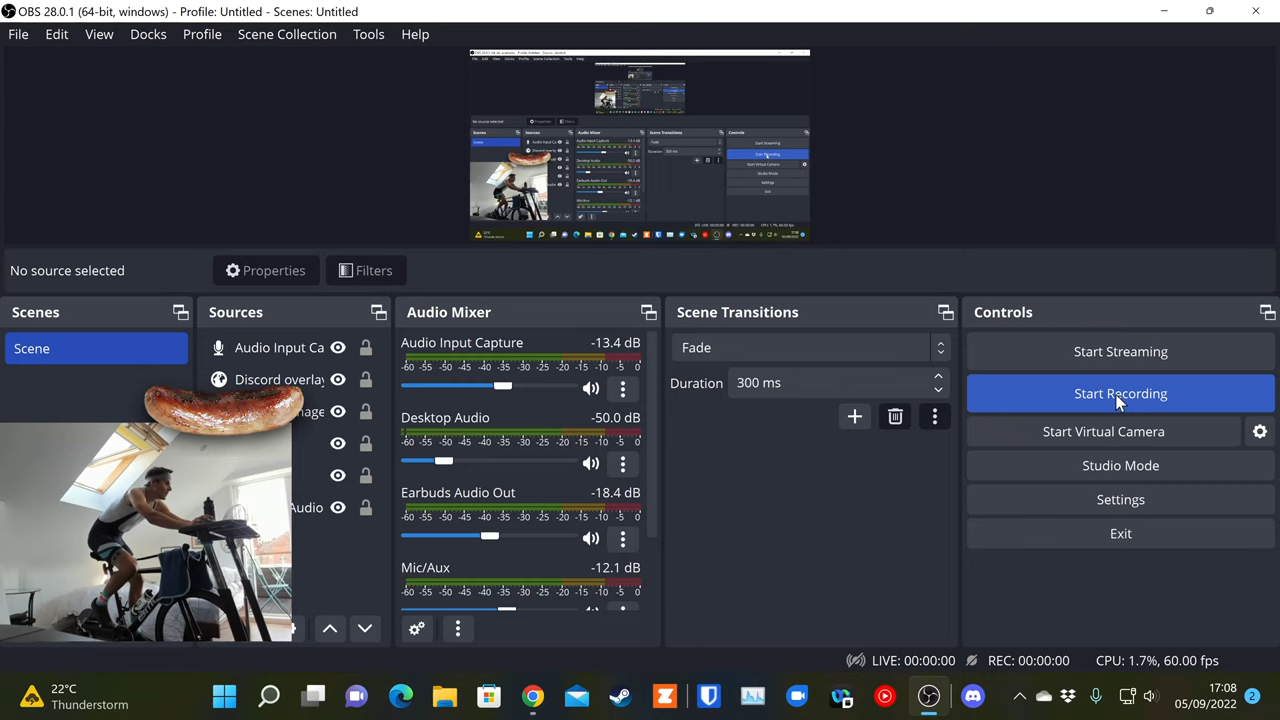 OBS 28.0.1 (64-bit, windows) - Profile: Untitled - Scenes: Untitled
File Edit View Docks Profile Scene Collection Tools Help
No source selected
Properties
Filters
Scenes
Sources
Audio Mixer
Scene Transitions
Controls
Scene
Audio Input Ca
Discord overlay
mage
Audio
Audio Input Capture -13.4 dB
-60 -55 -50 -45 -40 -35 -30 -25 -20 -15 -10 -5 0
Desktop Audio -50.0 dB
-60 -55 -50 -45 -40 -35 -30 -25 -20 -15 -10 -5 0
Earbuds Audio Out -18.4 dB
-60 -55 -50 -45 -40 -35 -30 -25 -20 -15 -10 -5 0
Mic/Aux -12.1 dB
-60 -55 -50 -45 -40 -35 -30 -25 -20 -15 -10 -5 0
Fade
Duration 300 ms
Start Streaming
Start Recording
Start Virtual Camera
Studio Mode
Settings
Exit
LIVE: 00:00:00 REC: 00:00:00 CPU: 1.7%, 60.00 fps
22°C
Thunderstorm
17:08
05/09/2022
2